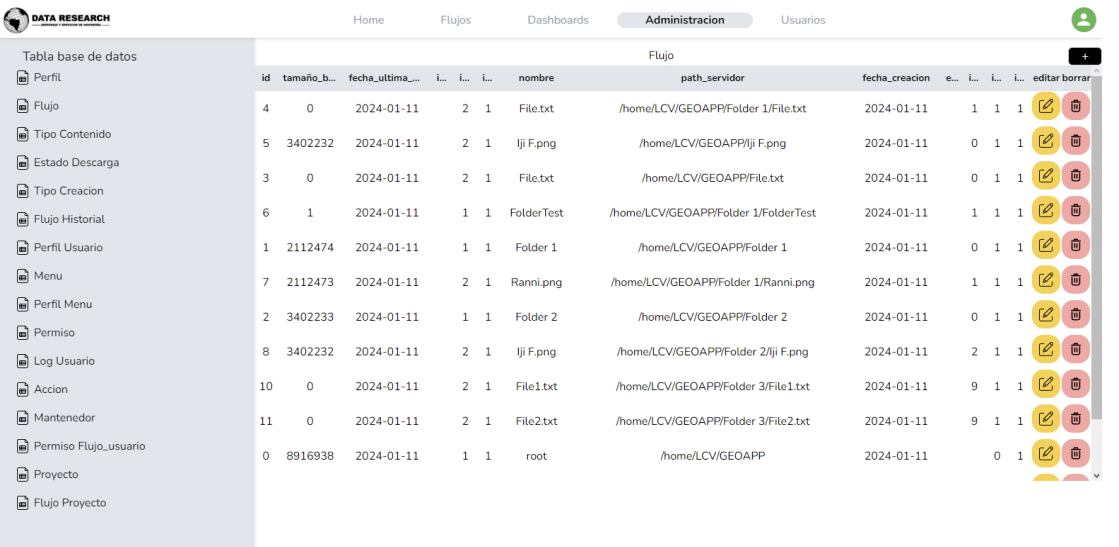 DATA RESEARCH
Home Flujos Dashboards Administracion Usuarios
Tabla base de datos
Perfil
Flujo
Tipo Contenido
Estado Descarga
Tipo Creacion
Flujo Historial
Perfil Usuario
Menu
Perfil Menu
Permiso
Log Usuario
Accion
Mantenedor
Permiso Flujo_usuario
Proyecto
Flujo Proyecto
Flujo
+
id tamaño_b... fecha_ultima_... i... i... i... nombre path_servidor fecha_creacion e... i... i... i... editar borrar
4 0 2024-01-11 2 1 File.txt /home/LCV/GEOAPP/Folder 1/File.txt 2024-01-11 1 1 1
5 3402232 2024-01-11 2 1 Iji F.png /home/LCV/GEOAPP/Iji F.png 2024-01-11 0 1 1
3 0 2024-01-11 2 1 File.txt /home/LCV/GEOAPP/File.txt 2024-01-11 0 1 1
6 1 2024-01-11 1 1 FolderTest /home/LCV/GEOAPP/Folder 1/FolderTest 2024-01-11 1 1 1
1 2112474 2024-01-11 1 1 Folder 1 /home/LCV/GEOAPP/Folder 1 2024-01-11 0 1 1
7 2112473 2024-01-11 2 1 Ranni.png /home/LCV/GEOAPP/Folder 1/Ranni.png 2024-01-11 1 1 1
2 3402233 2024-01-11 1 1 Folder 2 /home/LCV/GEOAPP/Folder 2 2024-01-11 0 1 1
8 3402232 2024-01-11 2 1 Iji F.png /home/LCV/GEOAPP/Folder 2/Iji F.png 2024-01-11 2 1 1
10 0 2024-01-11 2 1 File1.txt /home/LCV/GEOAPP/Folder 3/File1.txt 2024-01-11 9 1 1
11 0 2024-01-11 2 1 File2.txt /home/LCV/GEOAPP/Folder 3/File2.txt 2024-01-11 9 1 1
0 8916938 2024-01-11 1 1 root /home/LCV/GEOAPP 2024-01-11 0 1